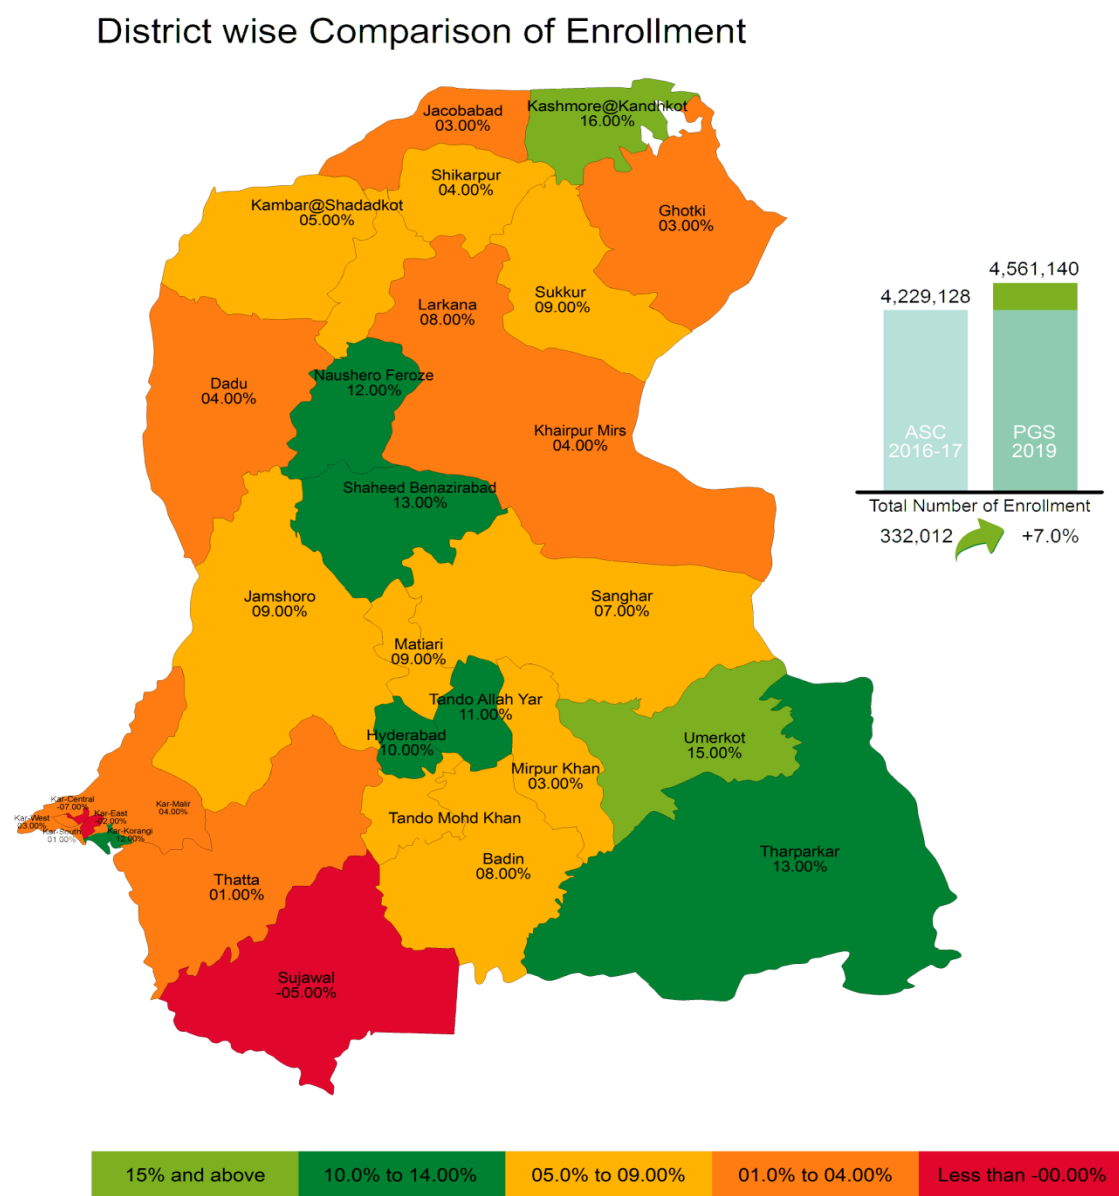 District wise Comparison of Enrollment
Jacobabad
03.00%
Kashmore@Kandhkot
16.00%
Shikarpur
04.00%
Kambar@Shadadkot
05.00%
Ghotki
03.00%
Larkana
08.00%
Sukkur
09.00%
4,561,140
4,229,128
Dadu
04.00%
Naushero Feroze
12.00%
Khairpur Mirs
04.00%
ASC
2016-17
PGS
2019
Shaheed Benazirabad
13.00%
Total Number of Enrollment
332,012
+7.0%
Jamshoro
09.00%
Sanghar
07.00%
Matiari
09.00%
Tando Allah Yar
11.00%
Hyderabad
10.00%
Umerkot
15.00%
Mirpur Khan
03.00%
Kar-Central
-07.00%
Kar-Malir
04.00%
Kar-West
03.00%
Kar-East
-02.00%
Kar-South
01.00%
Kar-Korangi
12.00%
Tando Mohd Khan
Badin
08.00%
Tharparkar
13.00%
Thatta
01.00%
Sujawal
-05.00%
15% and above
10.0% to 14.00%
05.0% to 09.00%
01.0% to 04.00%
Less than -00.00%